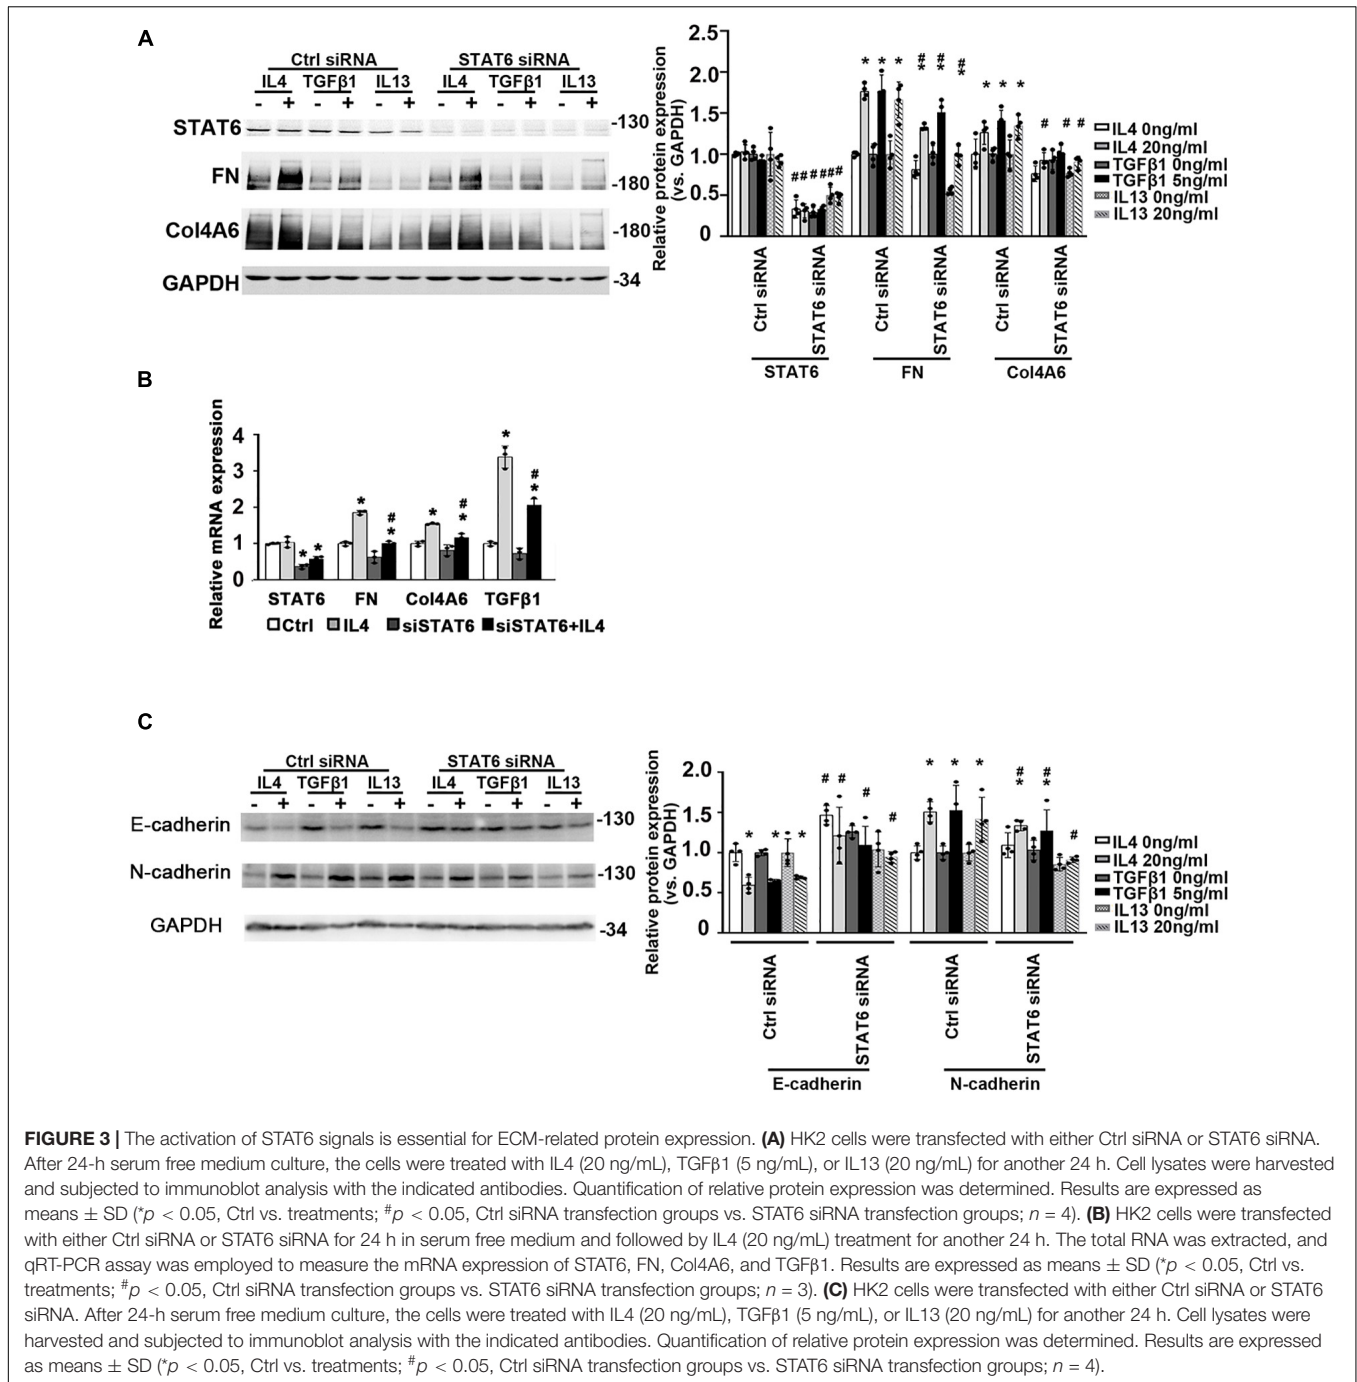 A
Ctrl siRNA STAT6 siRNA
IL4 TGFβ1 IL13 IL4 TGFβ1 IL13
- + - + - + - + - + - +
STAT6 -130
FN -180
Col4A6 -180
GAPDH -34
Relative protein expression
(vs. GAPDH)
2.5
2.0
1.5
1.0
0.5
0
* * * # # # * * *
* * *
###### # # #
IL4 0ng/ml
IL4 20ng/ml
TGFβ1 0ng/ml
TGFβ1 5ng/ml
IL13 0ng/ml
IL13 20ng/ml
Ctrl siRNA
STAT6 siRNA
Ctrl siRNA
STAT6 siRNA
Ctrl siRNA
STAT6 siRNA
STAT6 FN Col4A6
B
Relative mRNA expression
4
3
2
1
0
* * * # * * # * * # *
STAT6 FN Col4A6 TGFβ1
Ctrl IL4 siSTAT6 siSTAT6+IL4
C
Ctrl siRNA STAT6 siRNA
IL4 TGFβ1 IL13 IL4 TGFβ1 IL13
- + - + - + - + - + - +
E-cadherin -130
N-cadherin -130
GAPDH -34
Relative protein expression
(vs. GAPDH)
2.0
1.5
1.0
0.5
0
* * * # # # # * * * # * # * #
IL4 0ng/ml
IL4 20ng/ml
TGFβ1 0ng/ml
TGFβ1 5ng/ml
IL13 0ng/ml
IL13 20ng/ml
Ctrl siRNA
STAT6 siRNA
Ctrl siRNA
STAT6 siRNA
E-cadherin N-cadherin
FIGURE 3 | The activation of STAT6 signals is essential for ECM-related protein expression. (A) HK2 cells were transfected with either Ctrl siRNA or STAT6 siRNA.
After 24-h serum free medium culture, the cells were treated with IL4 (20 ng/mL), TGFβ1 (5 ng/mL), or IL13 (20 ng/mL) for another 24 h. Cell lysates were harvested
and subjected to immunoblot analysis with the indicated antibodies. Quantification of relative protein expression was determined. Results are expressed as
means ± SD (*p < 0.05, Ctrl vs. treatments; #p < 0.05, Ctrl siRNA transfection groups vs. STAT6 siRNA transfection groups; n = 4). (B) HK2 cells were transfected
with either Ctrl siRNA or STAT6 siRNA for 24 h in serum free medium and followed by IL4 (20 ng/mL) treatment for another 24 h. The total RNA was extracted, and
qRT-PCR assay was employed to measure the mRNA expression of STAT6, FN, Col4A6, and TGFβ1. Results are expressed as means ± SD (*p < 0.05, Ctrl vs.
treatments; #p < 0.05, Ctrl siRNA transfection groups vs. STAT6 siRNA transfection groups; n = 3). (C) HK2 cells were transfected with either Ctrl siRNA or STAT6
siRNA. After 24-h serum free medium culture, the cells were treated with IL4 (20 ng/mL), TGFβ1 (5 ng/mL), or IL13 (20 ng/mL) for another 24 h. Cell lysates were
harvested and subjected to immunoblot analysis with the indicated antibodies. Quantification of relative protein expression was determined. Results are expressed
as means ± SD (*p < 0.05, Ctrl vs. treatments; #p < 0.05, Ctrl siRNA transfection groups vs. STAT6 siRNA transfection groups; n = 4).